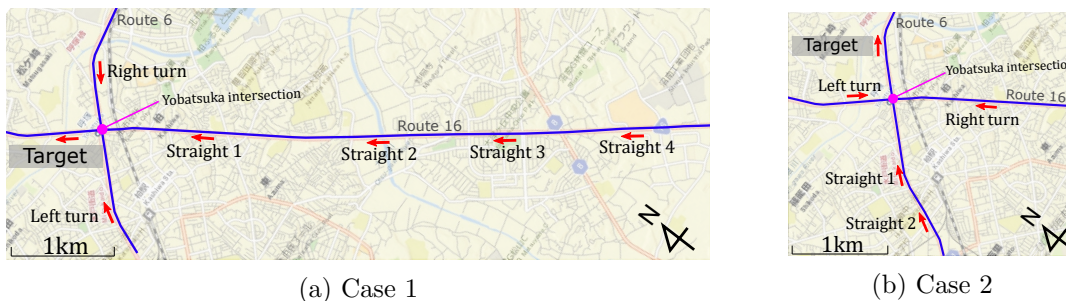 Route 6
Right turn
Yobatsuka intersection
Route 16
Target
Straight 1
Straight 2
Straight 3
Straight 4
Left turn
1km
N
(a) Case 1
Route 6
Target
Left turn
Yobatsuka intersection
Route 16
Right turn
Straight 1
Straight 2
1km
N
(b) Case 2